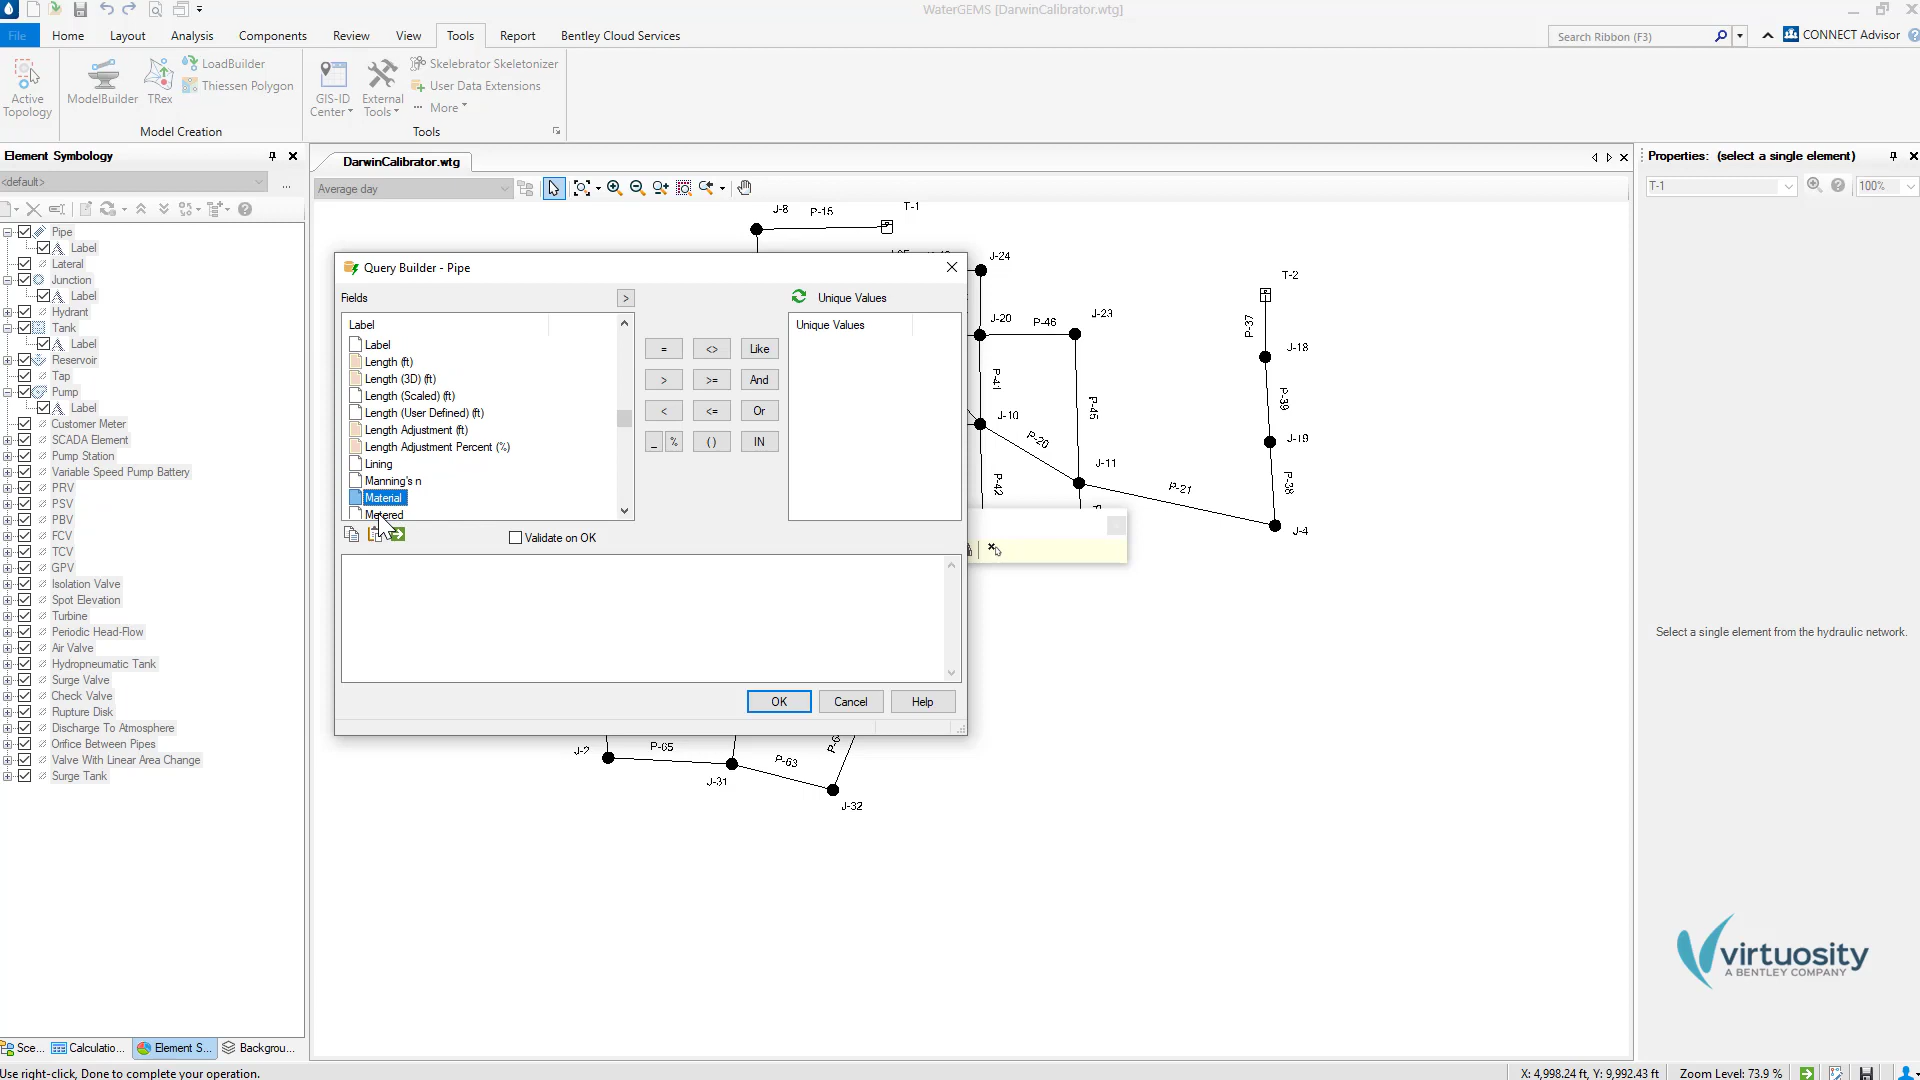 WaterGEMS [DarwinCalibrator.wtg]
File
Home
Layout
Analysis
Components
Review
View
Tools
Report
Bentley Cloud Services
Search Ribbon (F3)
CONNECT Advisor
Active
Topology
ModelBuilder
TRex
LoadBuilder
Thiessen Polygon
Model Creation
GIS-ID
Center
External
Tools
Skelebrator Skeletonizer
User Data Extensions
More
Tools
Element Symbology
<default>
Pipe
Label
Lateral
Junction
Label
Hydrant
Tank
Label
Reservoir
Tap
Pump
Label
Customer Meter
SCADA Element
Pump Station
Variable Speed Pump Battery
PRV
PSV
PBV
FCV
TCV
GPV
Isolation Valve
Spot Elevation
Turbine
Periodic Head-Flow
Air Valve
Hydropneumatic Tank
Surge Valve
Check Valve
Rupture Disk
Discharge To Atmosphere
Orifice Between Pipes
Valve With Linear Area Change
Surge Tank
Sce...
Calculatio...
Element S...
Backgrou...
DarwinCalibrator.wtg
Average day
J-8
P-15
T-1
J-24
T-2
J-20
P-46
J-23
P-37
J-18
P-41
P-45
P-39
J-10
P-20
J-19
J-11
P-42
P-21
P-38
J-4
J-2
P-65
P-63
J-31
J-32
Query Builder - Pipe
Fields
>
Unique Values
Label
Label
Length (ft)
Length (3D) (ft)
Length (Scaled) (ft)
Length (User Defined) (ft)
Length Adjustment (ft)
Length Adjustment Percent (%)
Lining
Manning's n
Material
Metered
= <> Like
> >= And
< <= Or
_ % () IN
Unique Values
Validate on OK
OK
Cancel
Help
Properties: (select a single element)
T-1
100%
Select a single element from the hydraulic network.
virtuosity
A BENTLEY COMPANY
Use right-click, Done to complete your operation.
X: 4,998.24 ft, Y: 9,992.43 ft
Zoom Level: 73.9 %